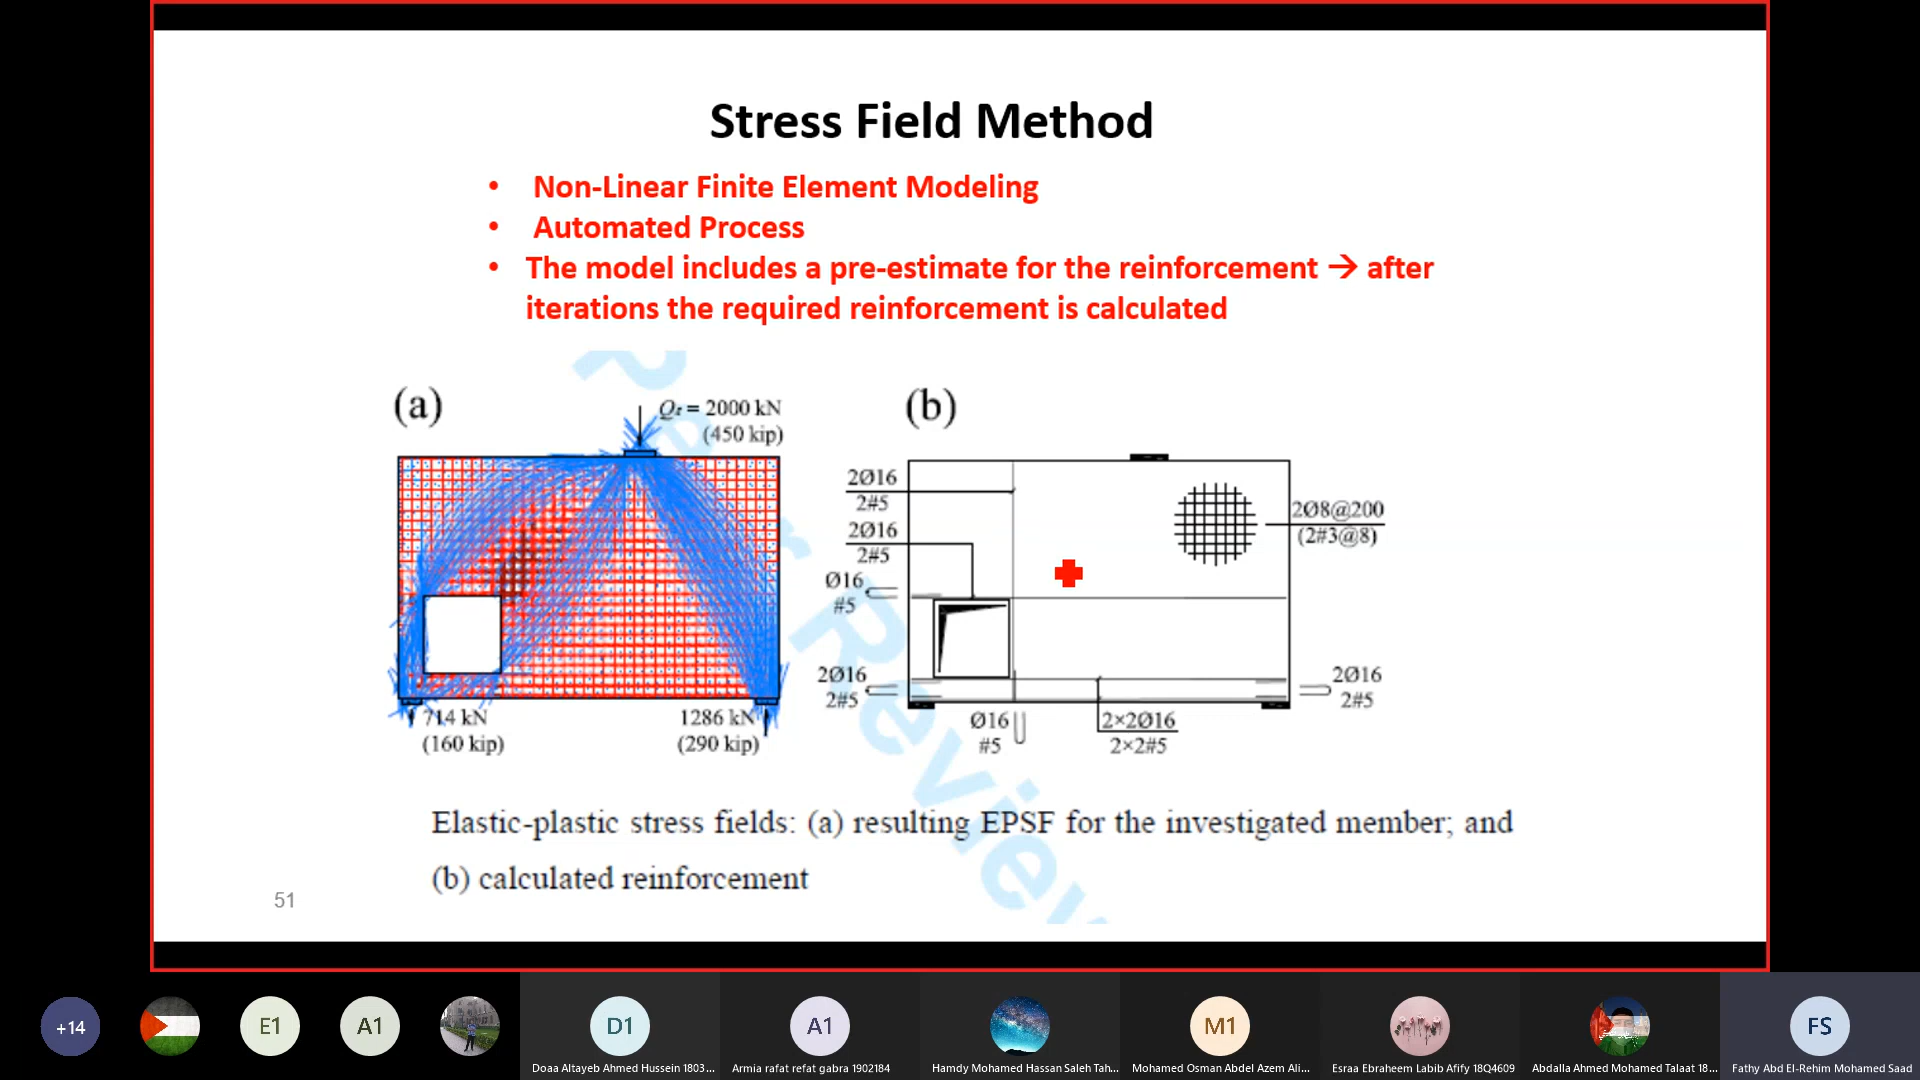 Stress Field Method
• Non-Linear Finite Element Modeling
• Automated Process
• The model includes a pre-estimate for the reinforcement → after
iterations the required reinforcement is calculated
(a)
Qz = 2000 kN
(450 kip)
714 kN
(160 kip)
1286 kN
(290 kip)
(b)
2Ø16
2#5
2Ø16
2#5
Ø16
#5
2Ø16
2#5
Ø16
#5
2×2Ø16
2×2#5
2Ø8@200
(2#3@8)
2Ø16
2#5
Review
Elastic-plastic stress fields: (a) resulting EPSF for the investigated member; and
(b) calculated reinforcement
51
+14
E1
A1
D1
Doaa Altayeb Ahmed Hussein 1803...
A1
Armia rafat refat gabra 1902184
Hamdy Mohamed Hassan Saleh Tah...
M1
Mohamed Osman Abdel Azem Ali...
Esraa Ebraheem Labib Afify 18Q4609
Abdalla Ahmed Mohamed Talaat 18...
FS
Fathy Abd El-Rehim Mohamed Saad